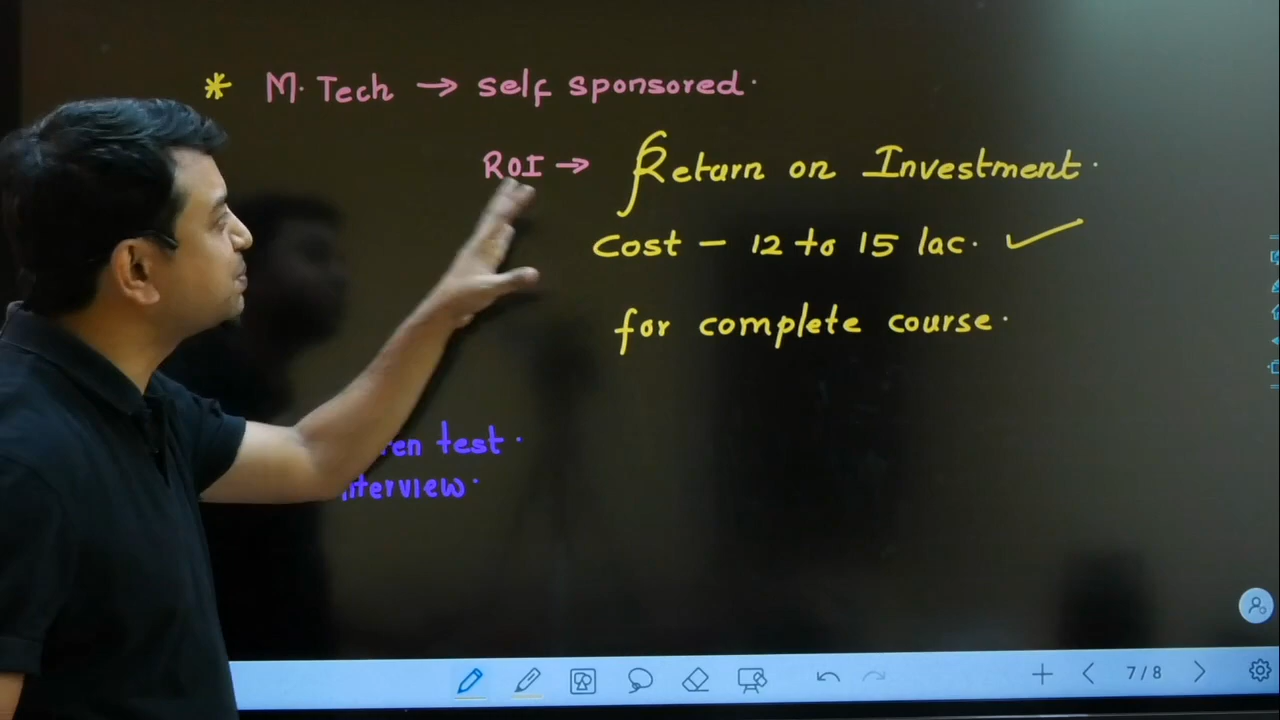 * M. Tech → self sponsored.
ROI → Return on Investment.
Cost - 12 to 15 lac. ✓
for complete course.
test.
7/8